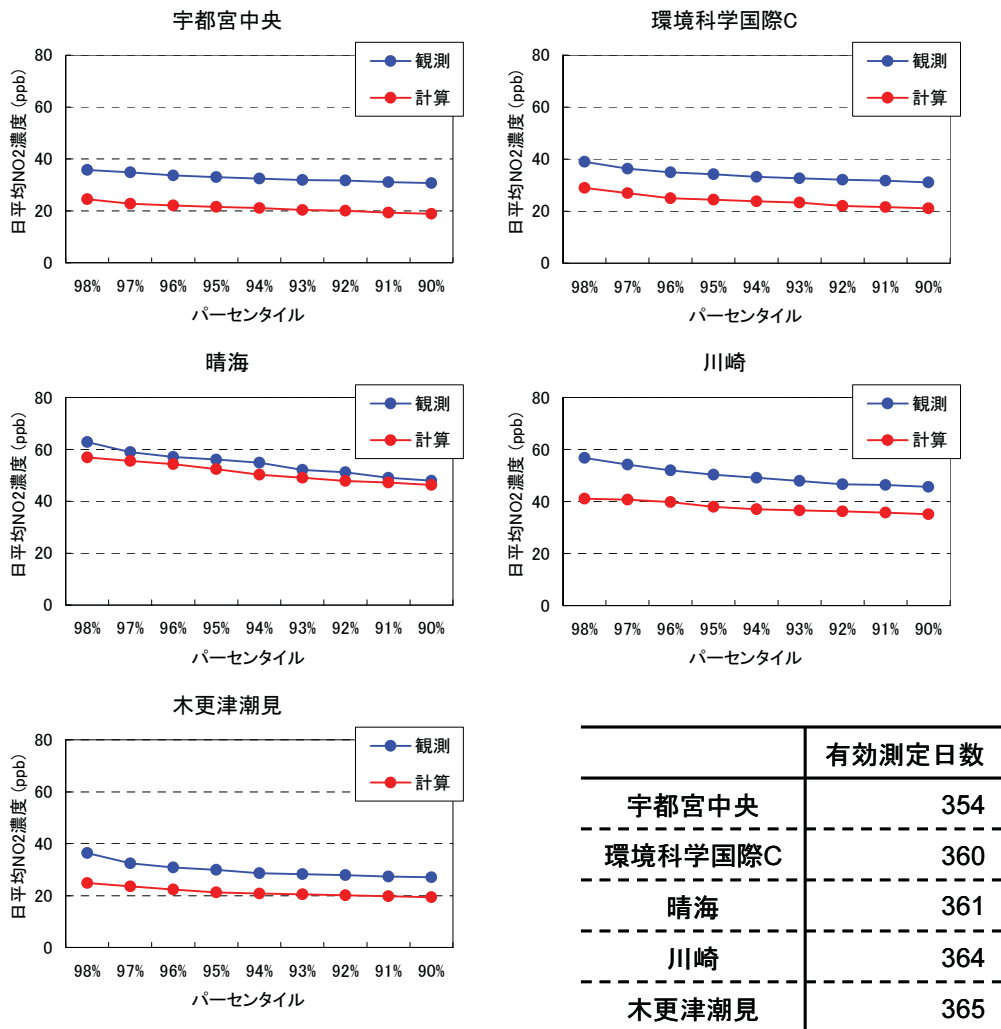 宇都宮中央
観測
計算
日平均NO2濃度 (ppb)
80
60
40
20
0
98% 97% 96% 95% 94% 93% 92% 91% 90%
パーセンタイル
環境科学国際C
観測
計算
日平均NO2濃度 (ppb)
80
60
40
20
0
98% 97% 96% 95% 94% 93% 92% 91% 90%
パーセンタイル
晴海
観測
計算
日平均NO2濃度 (ppb)
80
60
40
20
0
98% 97% 96% 95% 94% 93% 92% 91% 90%
パーセンタイル
川崎
観測
計算
日平均NO2濃度 (ppb)
80
60
40
20
0
98% 97% 96% 95% 94% 93% 92% 91% 90%
パーセンタイル
木更津潮見
観測
計算
日平均NO2濃度 (ppb)
80
60
40
20
0
98% 97% 96% 95% 94% 93% 92% 91% 90%
パーセンタイル
有効測定日数
宇都宮中央 354
環境科学国際C 360
晴海 361
川崎 364
木更津潮見 365